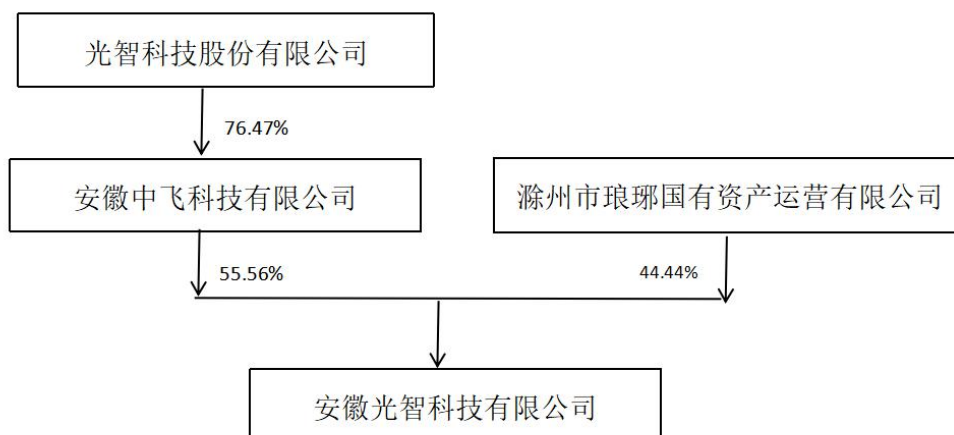 光智科技股份有限公司
76.47%
安徽中飞科技有限公司
滁州市琅琊国有资产运营有限公司
55.56%
44.44%
安徽光智科技有限公司